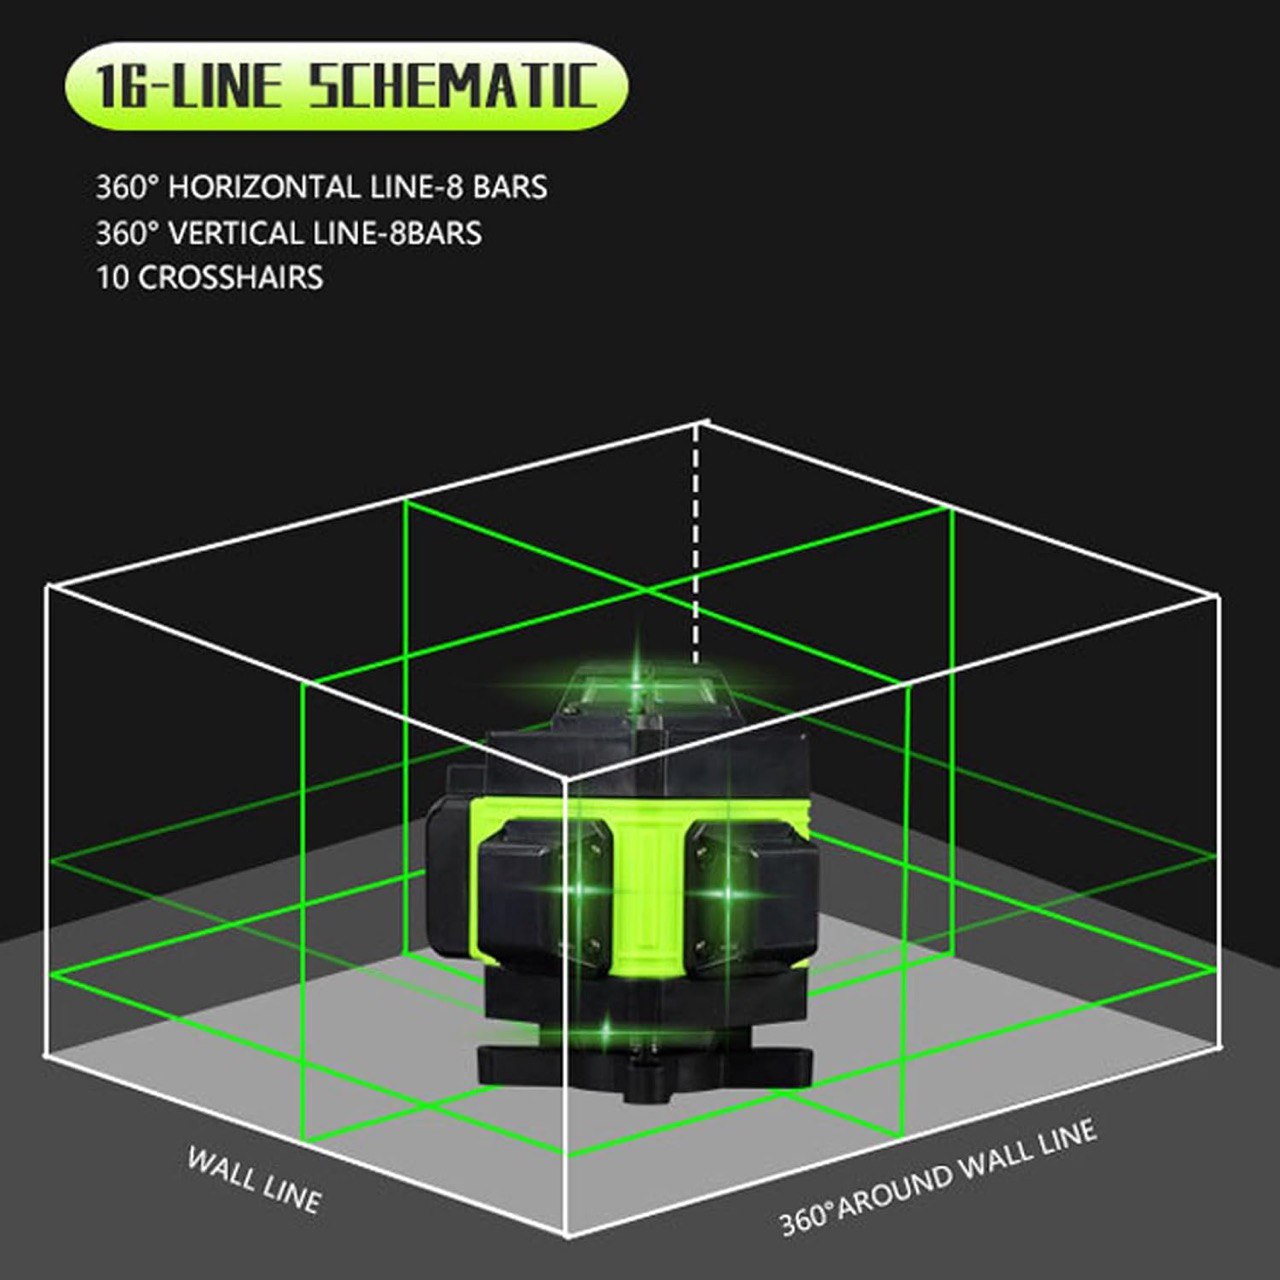 16-LINE SCHEMATIC
360° HORIZONTAL LINE-8 BARS
360° VERTICAL LINE-8BARS
10 CROSSHAIRS
WALL LINE
360°AROUND WALL LINE